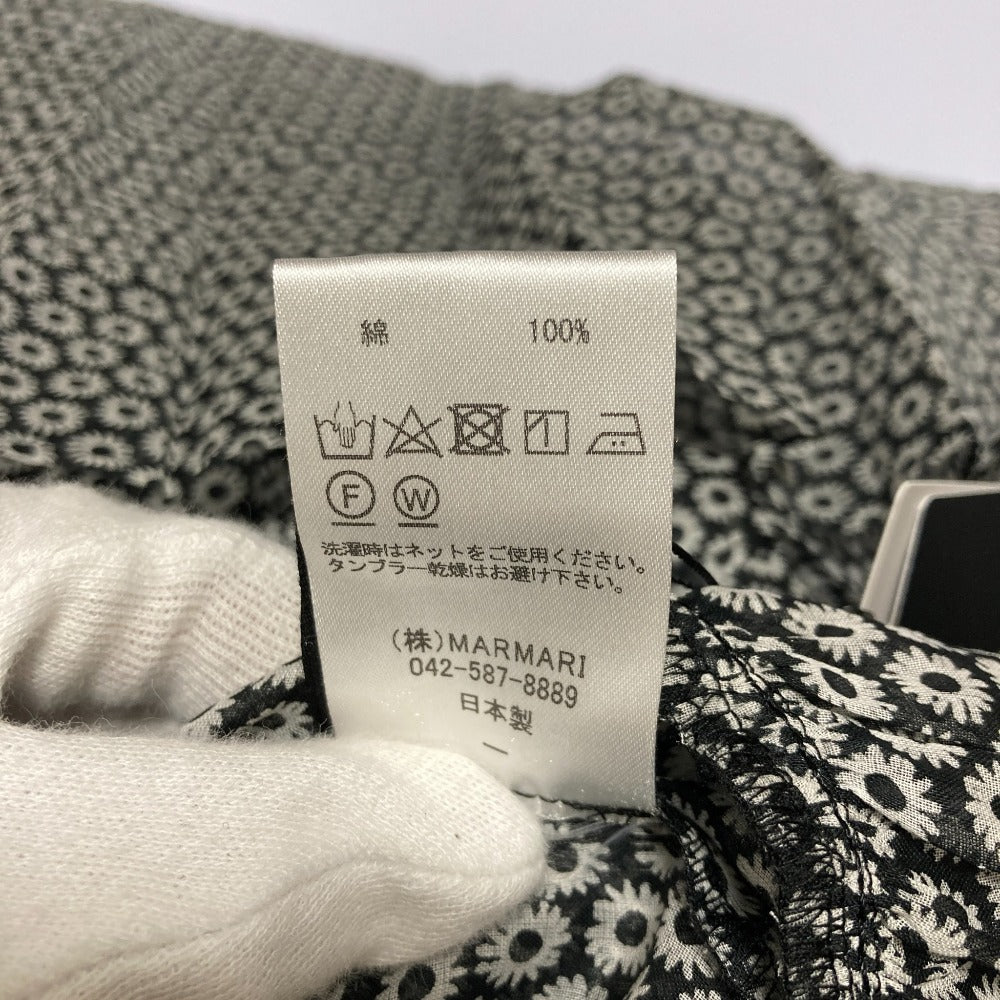 綿 100%
F W
洗濯時はネットをご使用ください。
タンブラー乾燥はお避け下さい。
(株)MARMARI
042-587-8889
日本製